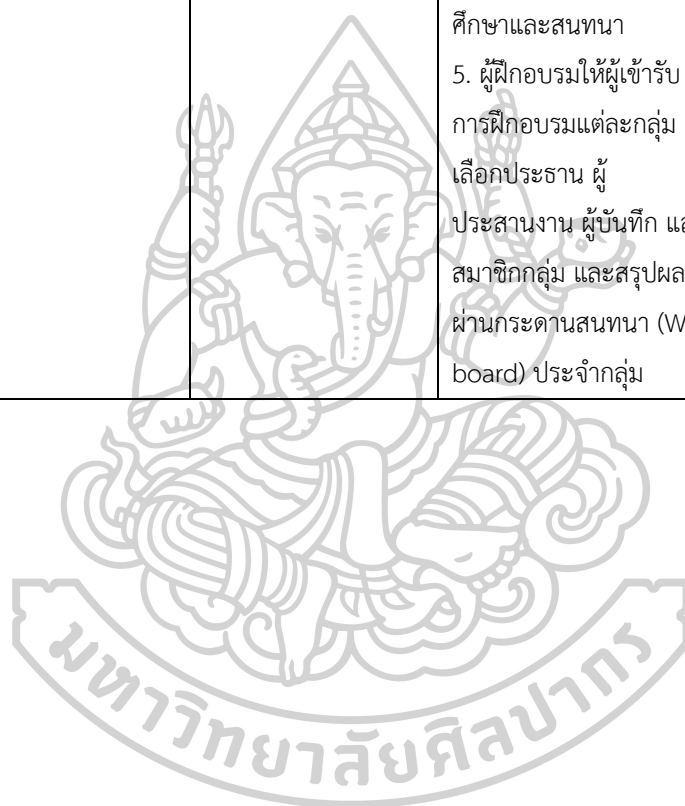 ศึกษาและสนทนา
5. ผู้ฝึกอบรมให้ผู้เข้ารับ
การฝึกอบรมแต่ละกลุ่ม
เลือกประธาน ผู้
ประสานงาน ผู้บันทึก
สมาชิกกลุ่ม และสรุปผล
ผ่านกระดานสนทนา
board) ประจำกลุ่ม
มหาวิทยาลัยศิลปากร